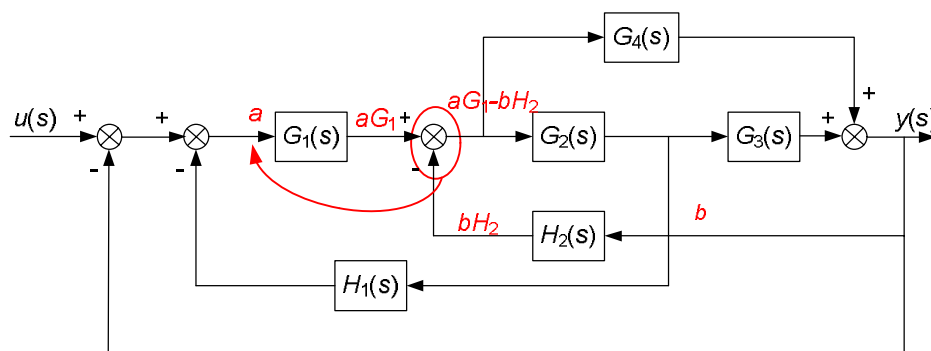 G₄(s)
u(s) + - + - a G₁(s) aG₁ + - aG₁-bH₂ G₂(s) G₃(s) + + y(s)
bH₂ H₂(s) b
H₁(s)